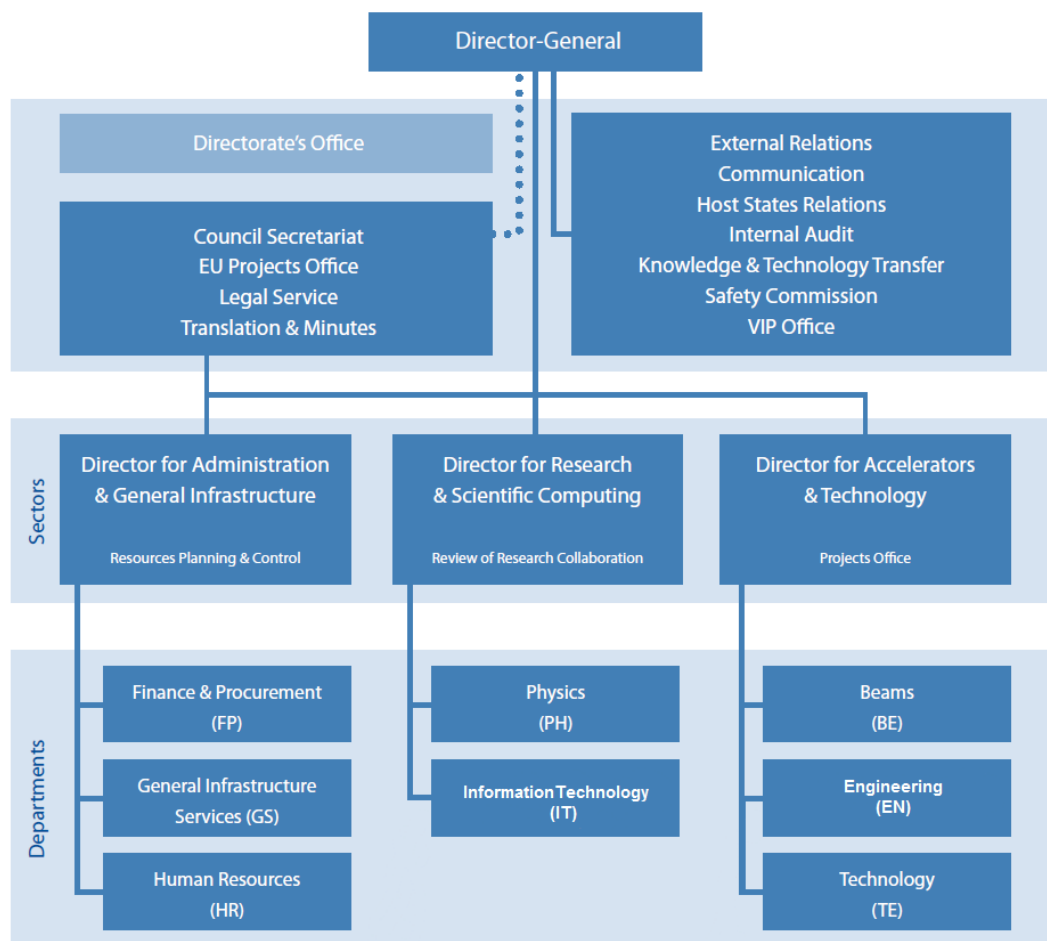 Director-General
Directorate's Office
Council Secretariat
EU Projects Office
Legal Service
Translation & Minutes
External Relations
Communication
Host States Relations
Internal Audit
Knowledge & Technology Transfer
Safety Commission
VIP Office
Sectors
Director for Administration
& General Infrastructure
Resources Planning & Control
Director for Research
& Scientific Computing
Review of Research Collaboration
Director for Accelerators
& Technology
Projects Office
Departments
Finance & Procurement
(FP)
General Infrastructure
Services (GS)
Human Resources
(HR)
Physics
(PH)
Information Technology
(IT)
Beams
(BE)
Engineering
(EN)
Technology
(TE)